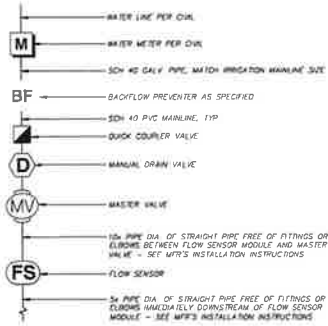 WATER LINE PER CIVIL
M
WATER METER PER CIVIL
SCH 40 GALV PIPE, MATCH IRRIGATION MAINLINE SIZE
BF
BACKFLOW PREVENTER AS SPECIFIED
SCH 40 PVC MAINLINE, TYP
QUICK COUPLER VALVE
D
MANUAL DRAIN VALVE
MV
MASTER VALVE
10x PIPE DIA. OF STRAIGHT PIPE FREE OF FITTINGS OR
ELBOWS BETWEEN FLOW SENSOR MODULE AND MASTER
VALVE - SEE MFR'S INSTALLATION INSTRUCTIONS
FS
FLOW SENSOR
5x PIPE DIA. OF STRAIGHT PIPE FREE OF FITTINGS OR
ELBOWS IMMEDIATELY DOWNSTREAM OF FLOW SENSOR
MODULE - SEE MFR'S INSTALLATION INSTRUCTIONS